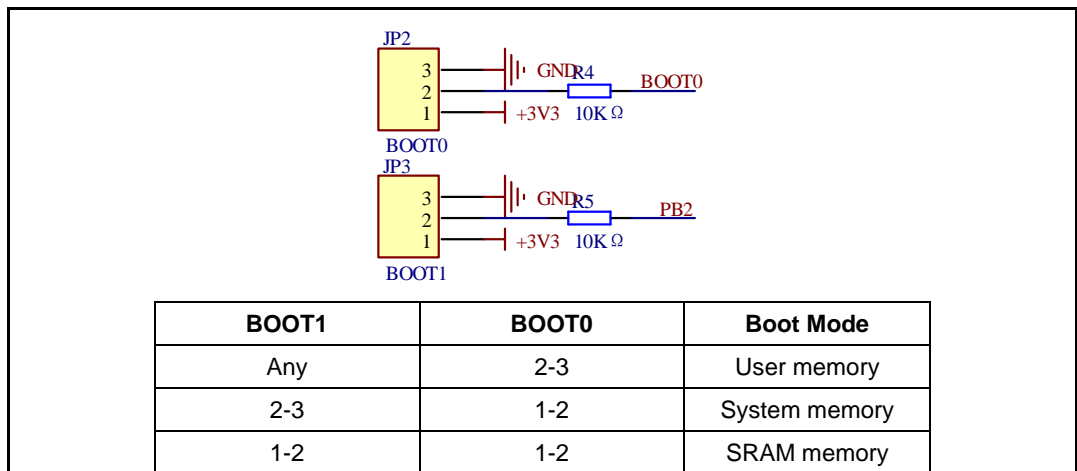 JP2
3 GND R4 BOOT0
2
1 +3V3 10K Ω
BOOT0
JP3
3 GND R5 PB2
2
1 +3V3 10K Ω
BOOT1
BOOT1 BOOT0 Boot Mode
Any 2-3 User memory
2-3 1-2 System memory
1-2 1-2 SRAM memory